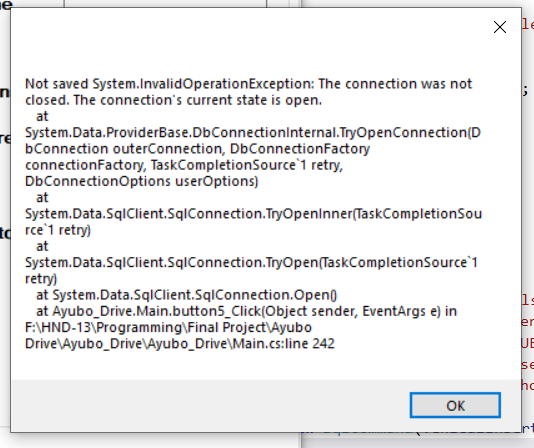 Not saved System.InvalidOperationException: The connection was not
closed. The connection's current state is open.
at
System.Data.ProviderBase.DbConnectionInternal.TryOpenConnection(D
bConnection outerConnection, DbConnectionFactory
connectionFactory, TaskCompletionSource`1 retry,
DbConnectionOptions userOptions)
at
System.Data.SqlClient.SqlConnection.TryOpenInner(TaskCompletionSou
rce`1 retry)
at
System.Data.SqlClient.SqlConnection.TryOpen(TaskCompletionSource`1
retry)
at System.Data.SqlClient.SqlConnection.Open()
at Ayubo_Drive.Main.button5_Click(Object sender, EventArgs e) in
F:\HND-13\Programming\Final Project\Ayubo
Drive\Ayubo_Drive\Ayubo_Drive\Main.cs:line 242
OK